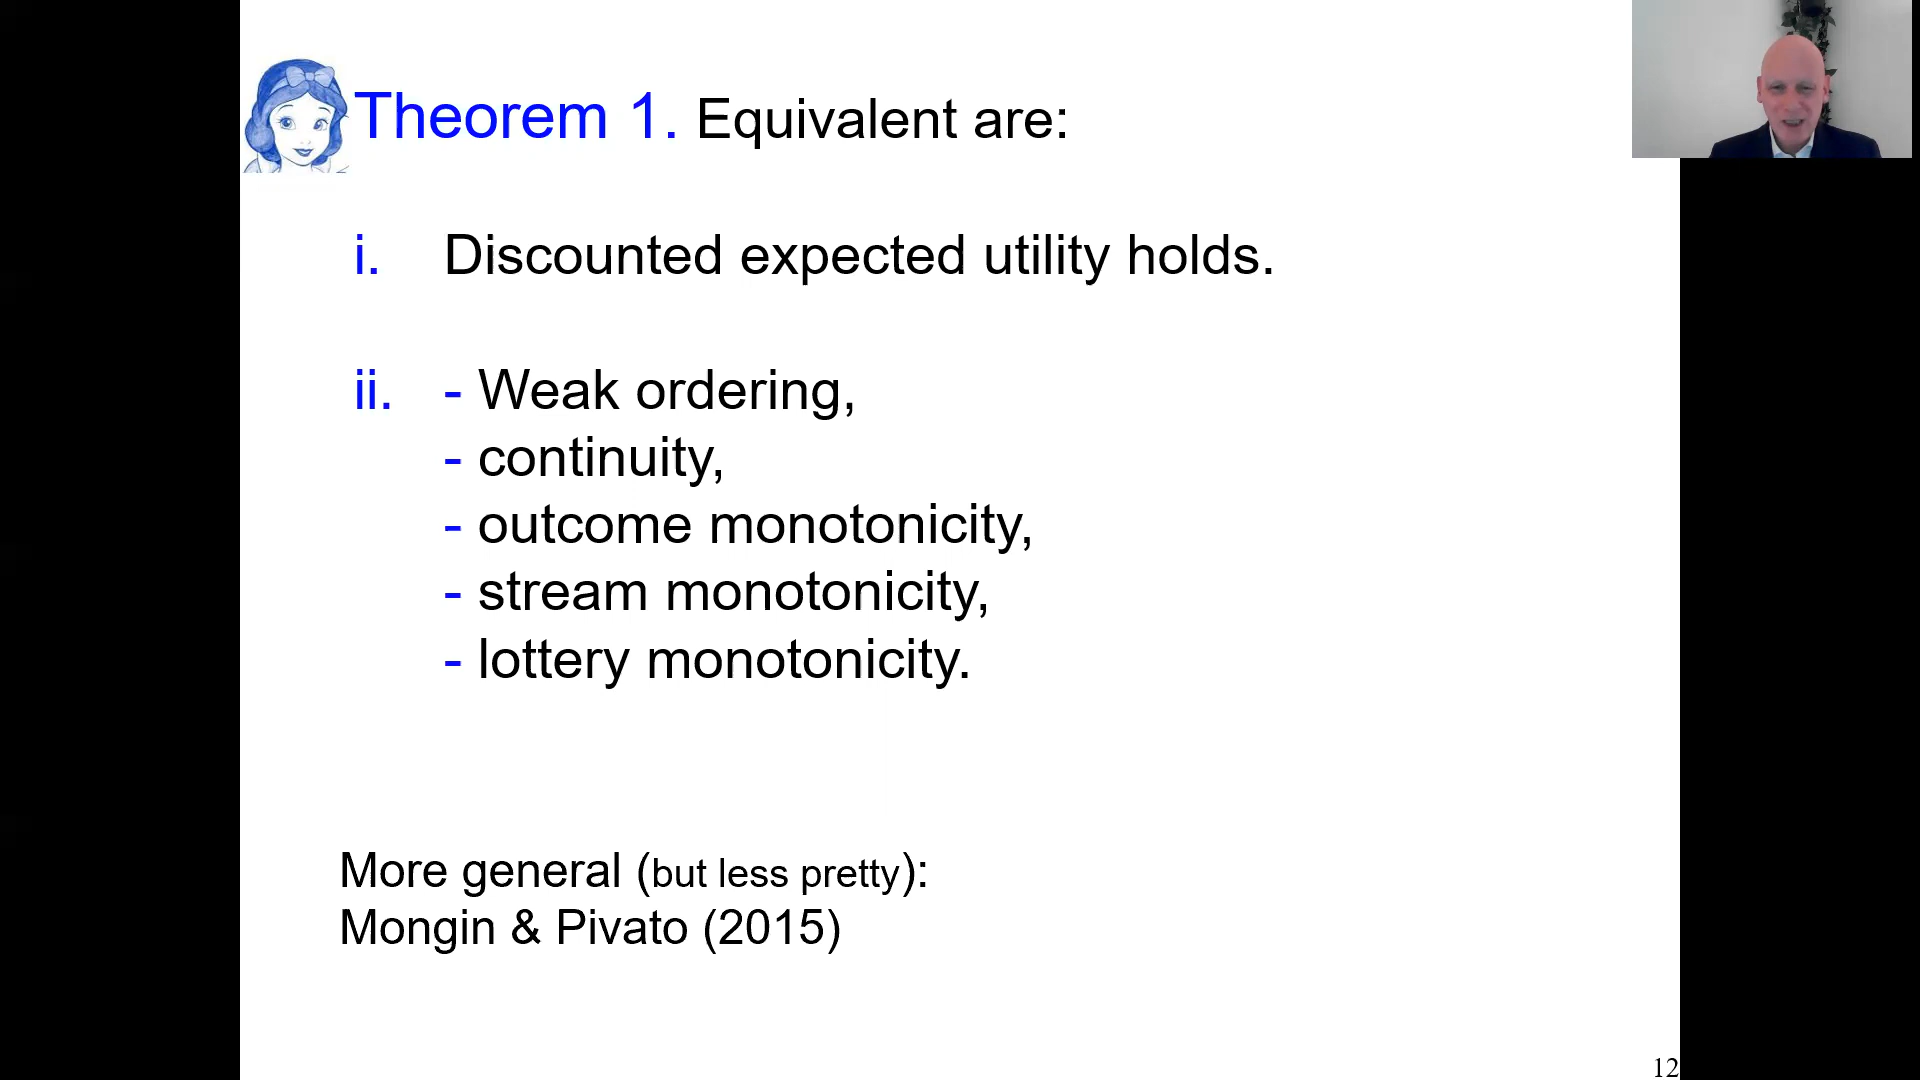 Theorem 1. Equivalent are:
i. Discounted expected utility holds.
ii. - Weak ordering,
- continuity,
- outcome monotonicity,
- stream monotonicity,
- lottery monotonicity.
More general (but less pretty):
Mongin & Pivato (2015)
12